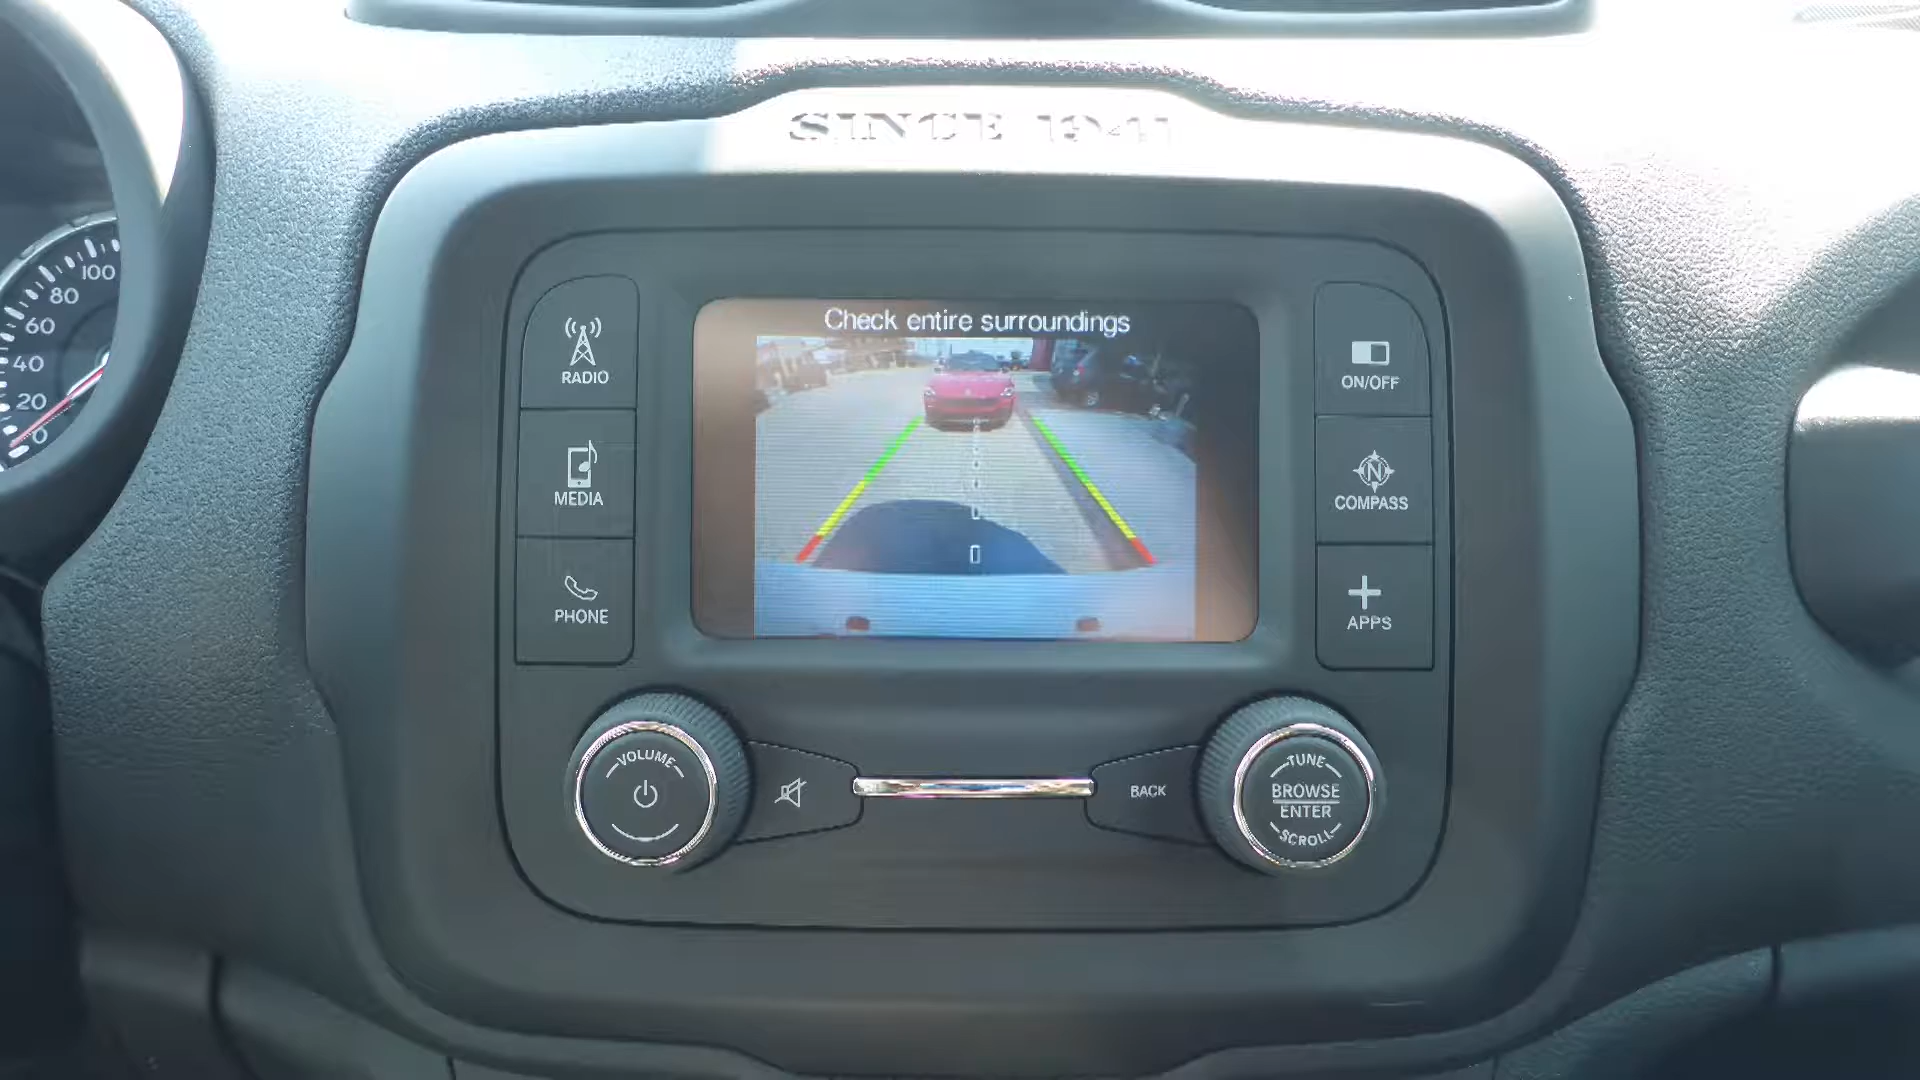 SINCE 1941
100
80
60
40
20
0
Check entire surroundings
RADIO
MEDIA
PHONE
ON/OFF
N
COMPASS
APPS
VOLUME
BACK
TUNE
BROWSE
ENTER
SCROLL